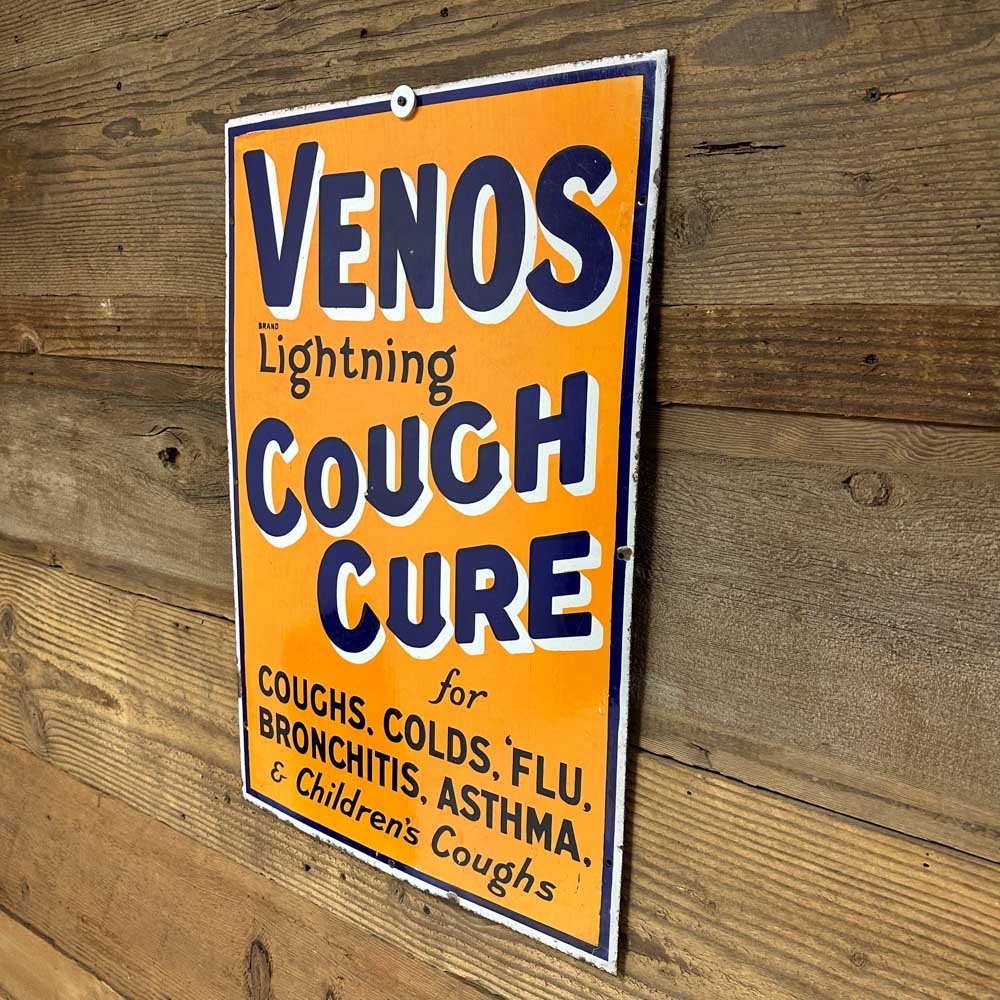 VENOS
BRAND
Lightning
COUGH
CURE
for
COUGHS, COLDS, 'FLU,
BRONCHITIS, ASTHMA,
& Children's Coughs